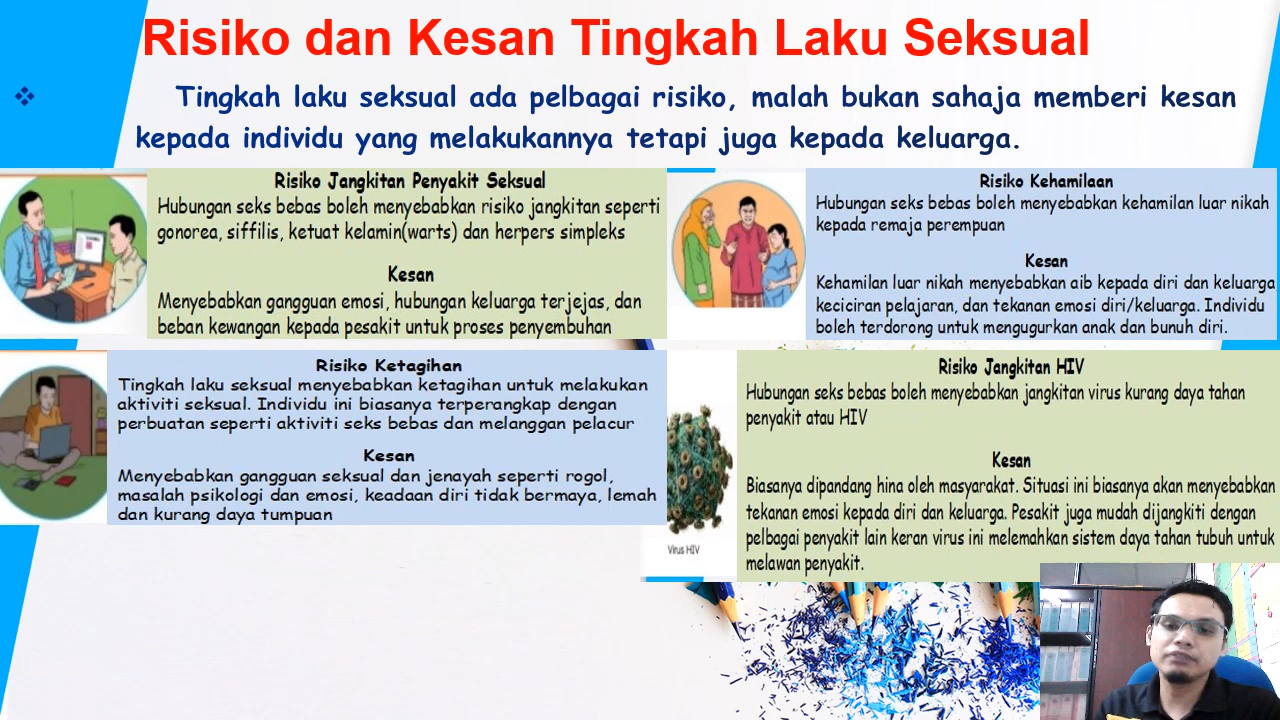 Risiko dan Kesan Tingkah Laku Seksual
Tingkah laku seksual ada pelbagai risiko, malah bukan sahaja memberi kesan
kepada individu yang melakukannya tetapi juga kepada keluarga.
Risiko Jangkitan Penyakit Seksual
Hubungan seks bebas boleh menyebabkan risiko jangkitan seperti
gonorea, siffilis, ketuat kelamin(warts) dan herpers simpleks
Kesan
Menyebabkan gangguan emosi, hubungan keluarga terjejas, dan
beban kewangan kepada pesakit untuk proses penyembuhan
Risiko Kehamilaan
Hubungan seks bebas boleh menyebabkan kehamilan luar nikah
kepada remaja perempuan
Kesan
Kehamilan luar nikah menyebabkan aib kepada diri dan keluarga
keciciran pelajaran, dan tekanan emosi diri/keluarga. Individu
boleh terdorong untuk mengugurkan anak dan bunuh diri.
Risiko Ketagihan
Tingkah laku seksual menyebabkan ketagihan untuk melakukan
aktiviti seksual. Individu ini biasanya terperangkap dengan
perbuatan seperti aktiviti seks bebas dan melanggan pelacur
Kesan
Menyebabkan gangguan seksual dan jenayah seperti rogol,
masalah psikologi dan emosi, keadaan diri tidak bermaya, lemah
dan kurang daya tumpuan
Risiko Jangkitan HIV
Hubungan seks bebas boleh menyebabkan jangkitan virus kurang daya tahan
penyakit atau HIV
Kesan
Biasanya dipandang hina oleh masyarakat. Situasi ini biasanya akan menyebabkan
tekanan emosi kepada diri dan keluarga. Pesakit juga mudah dijangkiti dengan
pelbagai penyakit lain keran virus ini melemahkan sistem daya tahan tubuh untuk
melawan penyakit.
Virus HIV